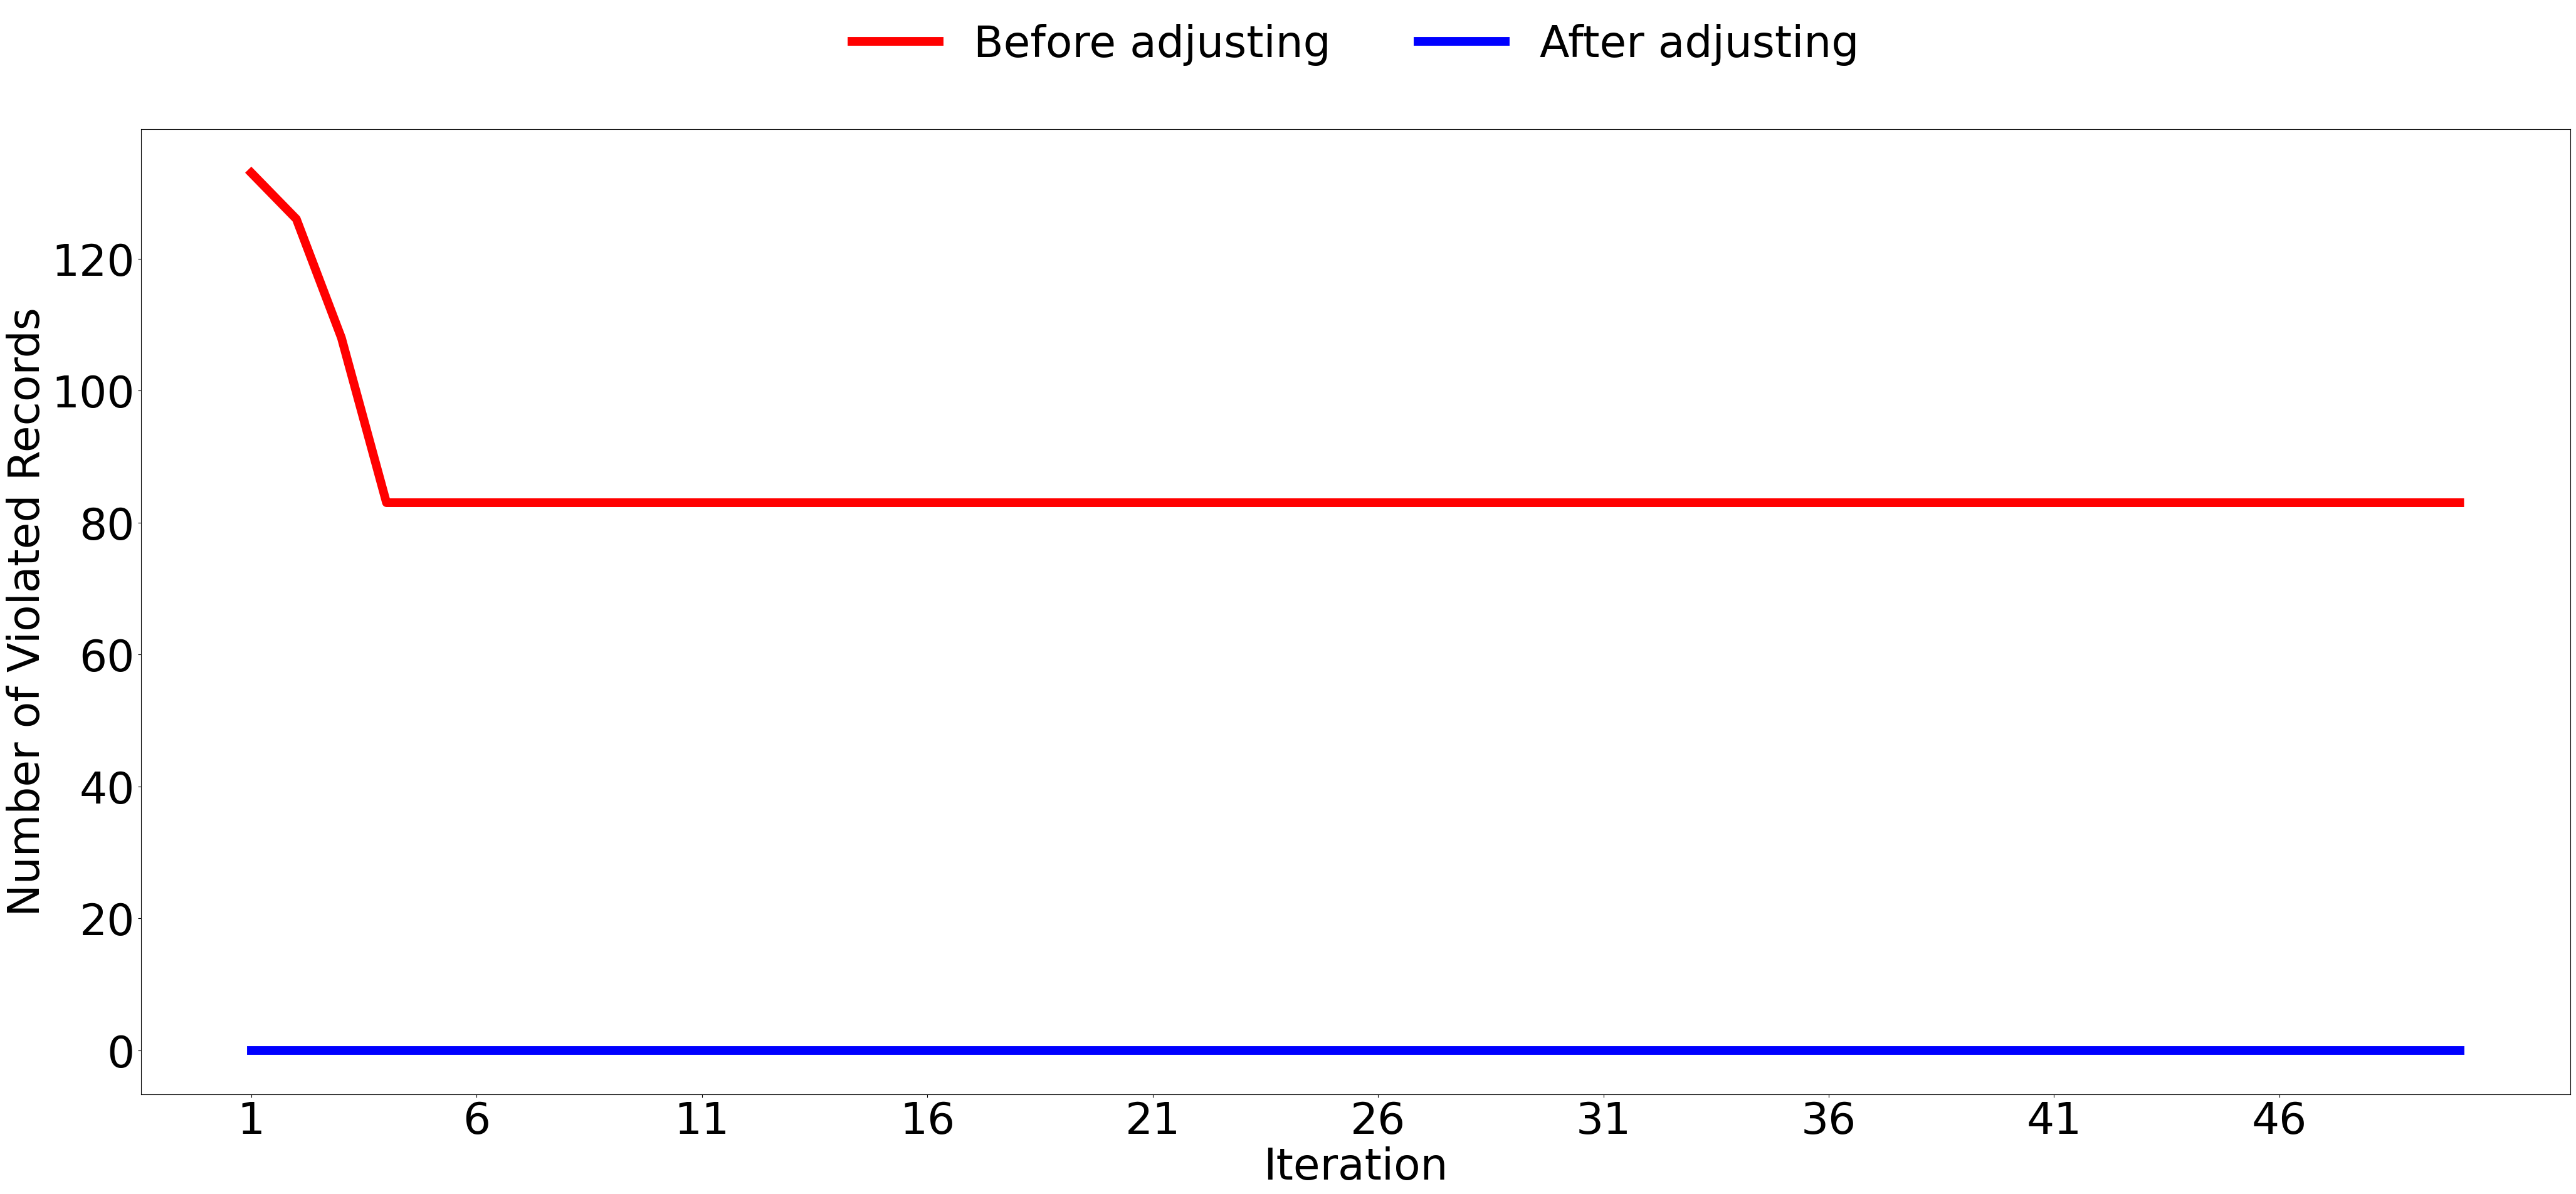 Before adjusting
After adjusting
Number of Violated Records
120
100
80
60
40
20
0
1 6 11 16 21 26 31 36 41 46
Iteration